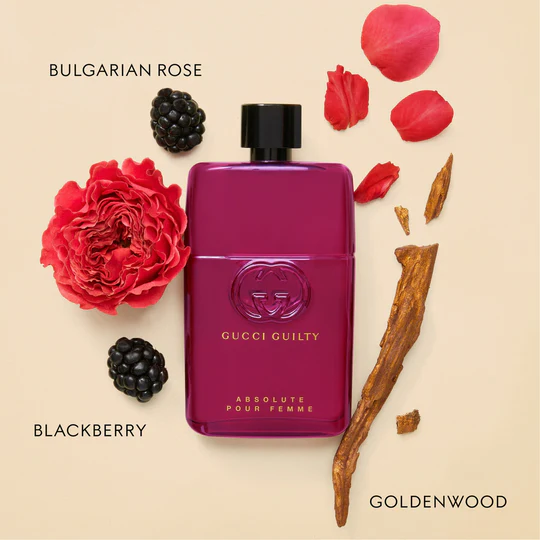 BULGARIAN ROSE
GUCCI GUILTY
ABSOLUTE
POUR FEMME
BLACKBERRY
GOLDENWOOD